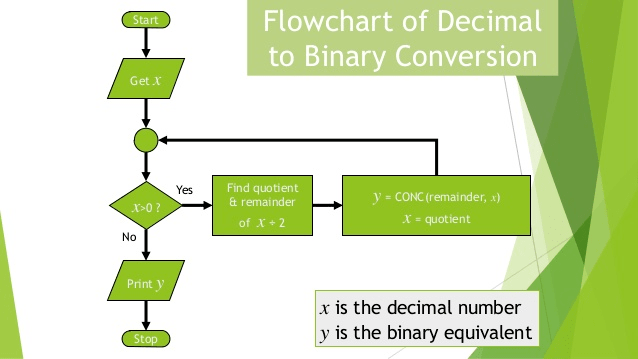 Flowchart of Decimal
to Binary Conversion
Start
Get x
x>0 ?
Yes
No
Find quotient
& remainder
of x ÷ 2
y = CONC(remainder, x)
x = quotient
Print y
Stop
x is the decimal number
y is the binary equivalent